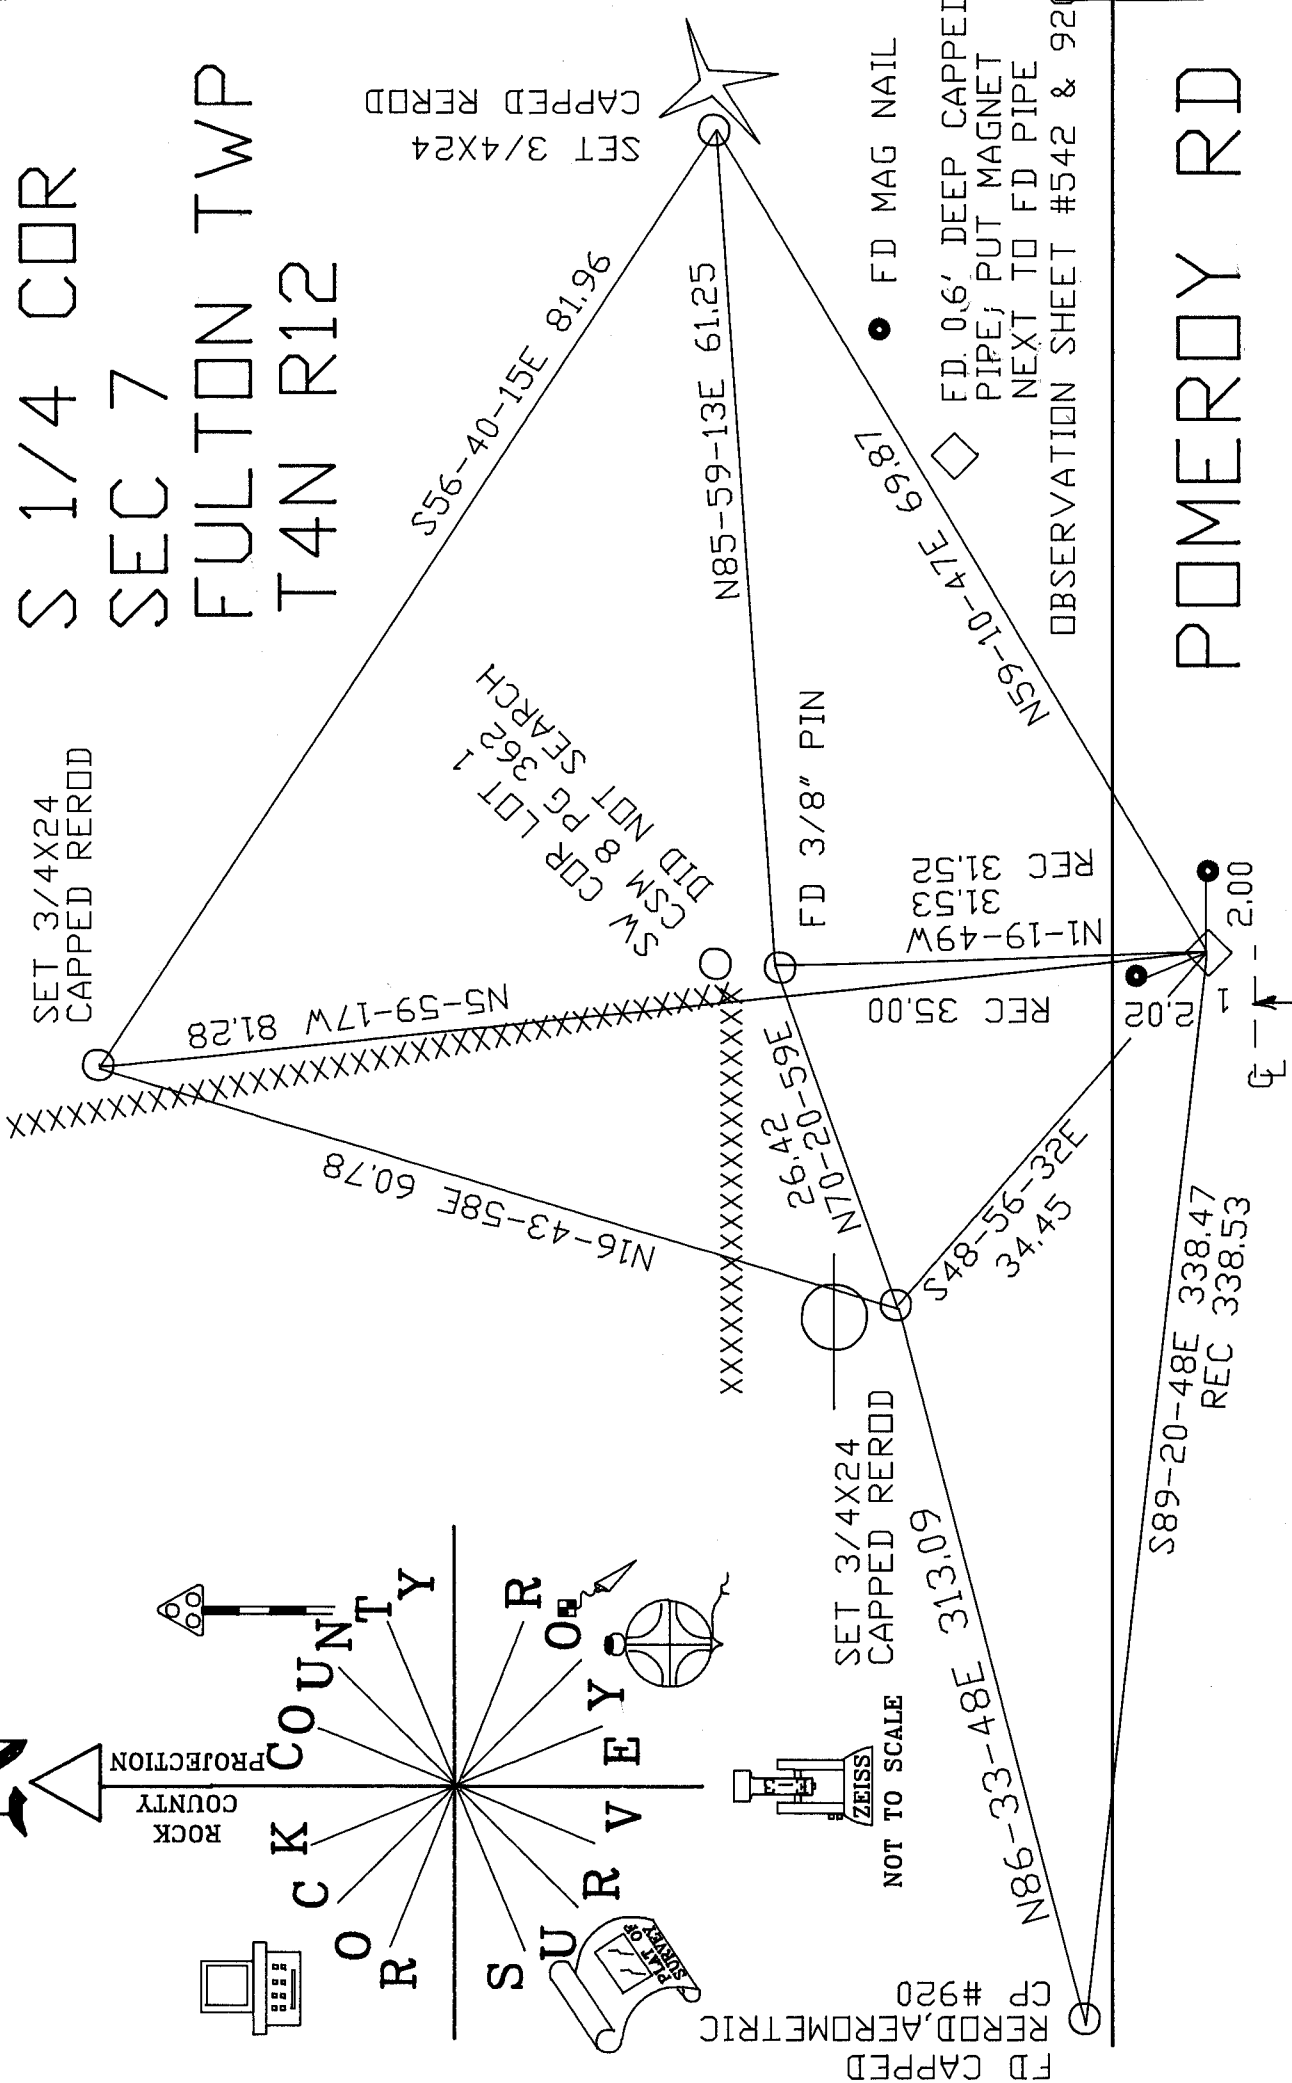 S 1/4 COR
SEC 7
FULTON TWP
T4N R12
SET 3/4X24
CAPPED REROD
SET 3/4X24
CAPPED REROD
S56-40-15E 81.96
N85-59-13E 61.25
N59-10-47E 69.87
SW COR LOT 1
CSM 8 PG 362
DID NOT SEARCH
FD 3/8" PIN
N5-59-17W 81.28
N16-43-58E 60.78
N1-19-49W
31.53
REC 31.52
REC 35.00
26.42
N70-20-59E
S48-56-32E
34.45
2.02
2.00
1
CL
FD MAG NAIL
FD 0.6' DEEP CAPPED
PIPE; PUT MAGNET
NEXT TO FD PIPE
OBSERVATION SHEET #542 &
POMEROY RD
SET 3/4X24
CAPPED REROD
N86-33-48E 313.09
S89-20-48E 338.47
REC 338.53
FD CAPPED
REROD,AEROMETRIC
CP #920
ROCK COUNTY
SURVEYOR
ROCK
COUNTY
PROJECTION
PLAT OF
SURVEY
ZEISS
NOT TO SCALE